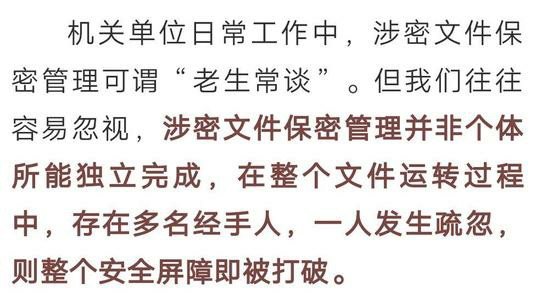 机关单位日常工作中，涉密文件保
密管理可谓“老生常谈”。但我们往往
容易忽视，涉密文件保密管理并非个体
所能独立完成，在整个文件运转过程
中，存在多名经手人，一人发生疏忽，
则整个安全屏障即被打破。